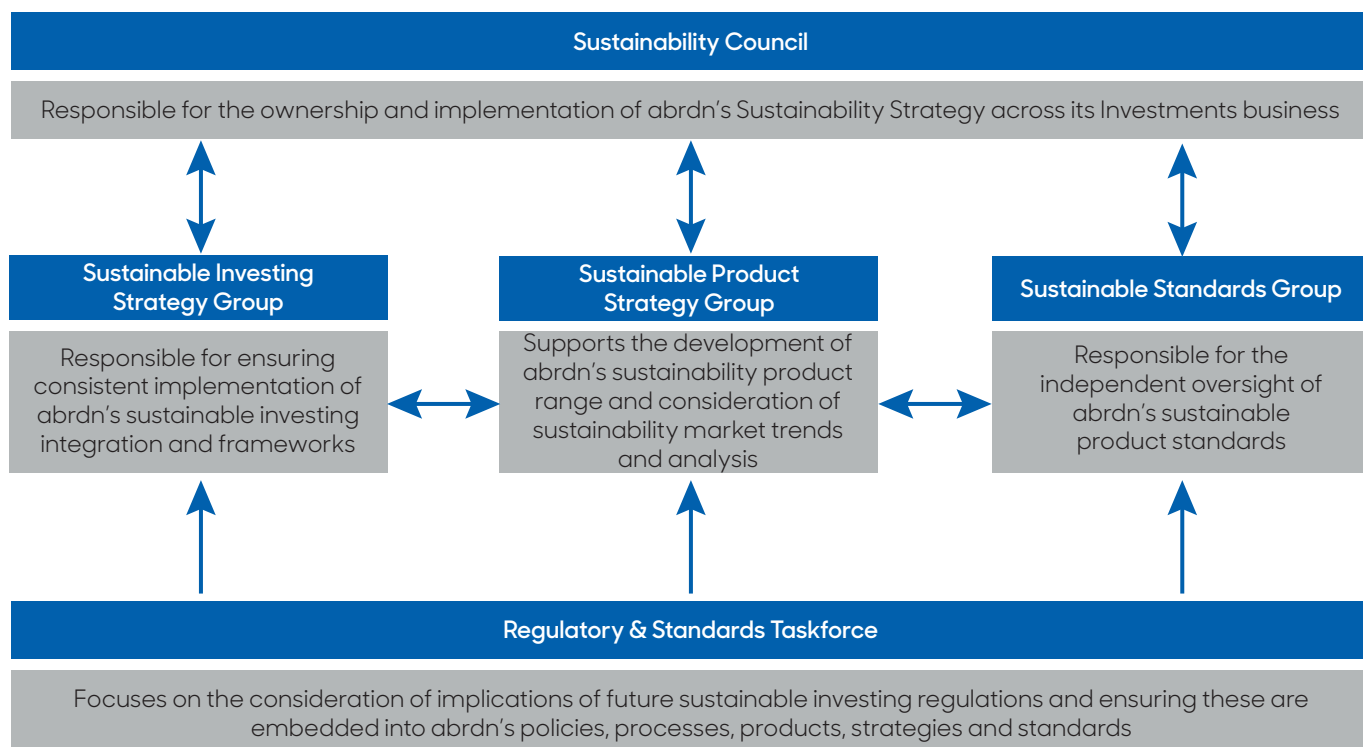 Sustainability Council
Responsible for the ownership and implementation of abrdn's Sustainability Strategy across its Investments business
Sustainable Investing
Strategy Group
Responsible for ensuring
consistent implementation of
abrdn's sustainable investing
integration and frameworks
Sustainable Product
Strategy Group
Supports the development of
abrdn's sustainability product
range and consideration of
sustainability market trends
and analysis
Sustainable Standards Group
Responsible for the
independent oversight of
abrdn's sustainable
product standards
Regulatory & Standards Taskforce
Focuses on the consideration of implications of future sustainable investing regulations and ensuring these are
embedded into abrdn's policies, processes, products, strategies and standards